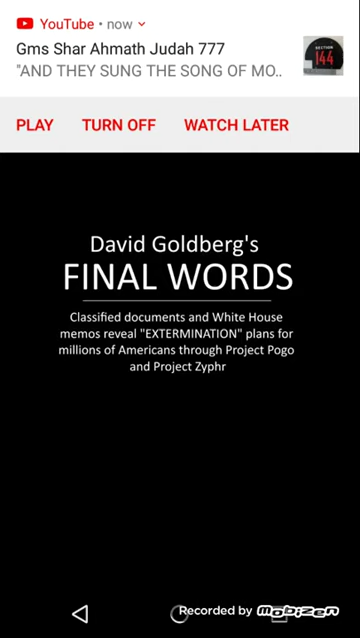 YouTube • now
Gms Shar Ahmath Judah 777
"AND THEY SUNG THE SONG OF MO..
SECTION
144
PLAY TURN OFF WATCH LATER
David Goldberg's
FINAL WORDS
Classified documents and White House
memos reveal "EXTERMINATION" plans for
millions of Americans through Project Pogo
and Project Zyphr
Recorded by mobizen